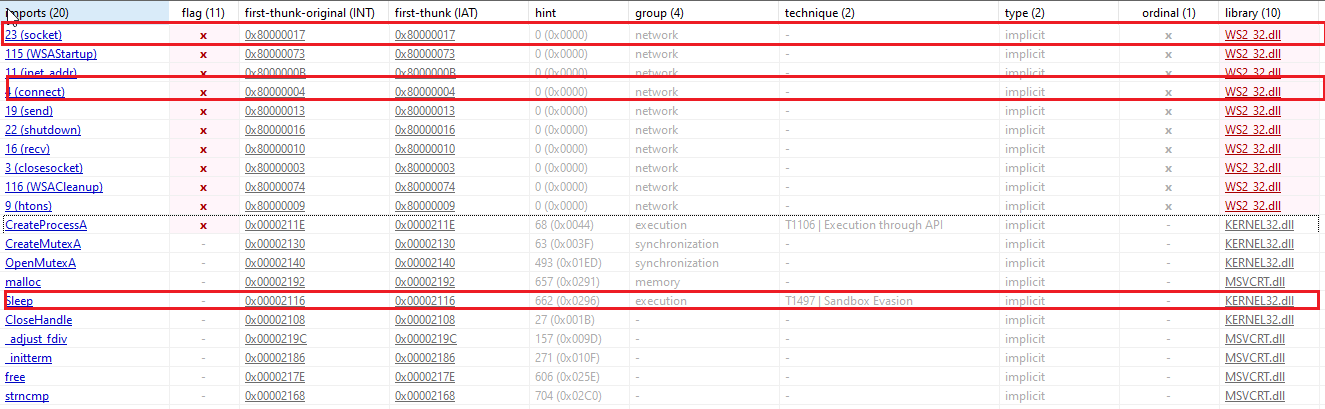 imports (20) flag (11) first-thunk-original (INT) first-thunk (IAT) hint group (4) technique (2) type (2) ordinal (1) library (10)
23 (socket) x 0x80000017 0x80000017 0 (0x0000) network - implicit x WS2_32.dll
115 (WSAStartup) x 0x80000073 0x80000073 0 (0x0000) network - implicit x WS2_32.dll
11 (inet_addr) x 0x8000000B 0x8000000B 0 (0x0000) network - implicit x WS2_32.dll
4 (connect) x 0x80000004 0x80000004 0 (0x0000) network - implicit x WS2_32.dll
19 (send) x 0x80000013 0x80000013 0 (0x0000) network - implicit x WS2_32.dll
22 (shutdown) x 0x80000016 0x80000016 0 (0x0000) network - implicit x WS2_32.dll
16 (recv) x 0x80000010 0x80000010 0 (0x0000) network - implicit x WS2_32.dll
3 (closesocket) x 0x80000003 0x80000003 0 (0x0000) network - implicit x WS2_32.dll
116 (WSACleanup) x 0x80000074 0x80000074 0 (0x0000) network - implicit x WS2_32.dll
9 (htons) x 0x80000009 0x80000009 0 (0x0000) network - implicit x WS2_32.dll
CreateProcessA x 0x0000211E 0x0000211E 68 (0x0044) execution T1106 | Execution through API implicit - KERNEL32.dll
CreateMutexA - 0x00002130 0x00002130 63 (0x003F) synchronization - implicit - KERNEL32.dll
OpenMutexA - 0x00002140 0x00002140 493 (0x01ED) synchronization - implicit - KERNEL32.dll
malloc - 0x00002192 0x00002192 657 (0x0291) memory - implicit - MSVCRT.dll
Sleep - 0x00002116 0x00002116 662 (0x0296) execution T1497 | Sandbox Evasion implicit - KERNEL32.dll
CloseHandle - 0x00002108 0x00002108 27 (0x001B) - - implicit - KERNEL32.dll
_adjust_fdiv - 0x0000219C 0x0000219C 157 (0x009D) - - implicit - MSVCRT.dll
_initterm - 0x00002186 0x00002186 271 (0x010F) - - implicit - MSVCRT.dll
free - 0x0000217E 0x0000217E 606 (0x025E) - - implicit - MSVCRT.dll
strncmp - 0x00002168 0x00002168 704 (0x02C0) - - implicit - MSVCRT.dll